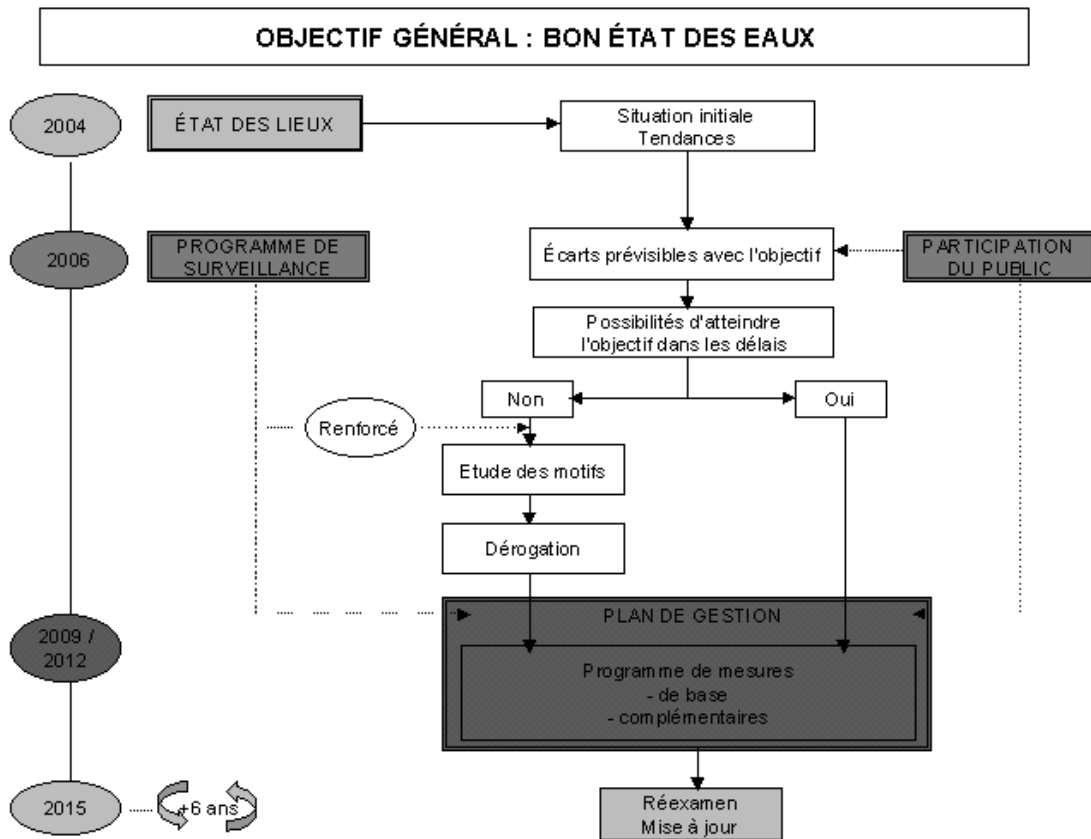 OBJECTIF GÉNÉRAL : BON ÉTAT DES EAUX
2004
ÉTAT DES LIEUX
Situation initiale
Tendances
2006
PROGRAMME DE
SURVEILLANCE
Écarts prévisibles avec l'objectif
PARTICIPATION
DU PUBLIC
Possibilités d'atteindre
l'objectif dans les délais
Non
Oui
Renforcé
Etude des motifs
Dérogation
PLAN DE GESTION
2009 /
2012
Programme de mesures
- de base
- complémentaires
2015
+6 ans
Réexamen
Mise à jour